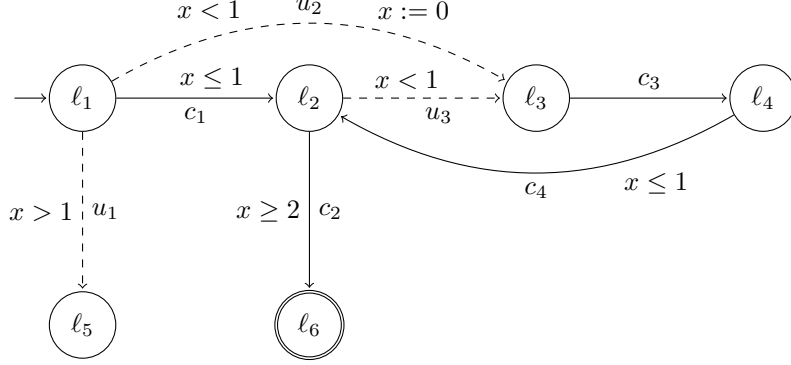 x < 1 u₂ x := 0
ℓ₁ x ≤ 1 c₁ ℓ₂ x < 1 u₃ ℓ₃ c₃ ℓ₄
c₄ x ≤ 1
x > 1 u₁ x ≥ 2 c₂
ℓ₅ ℓ₆